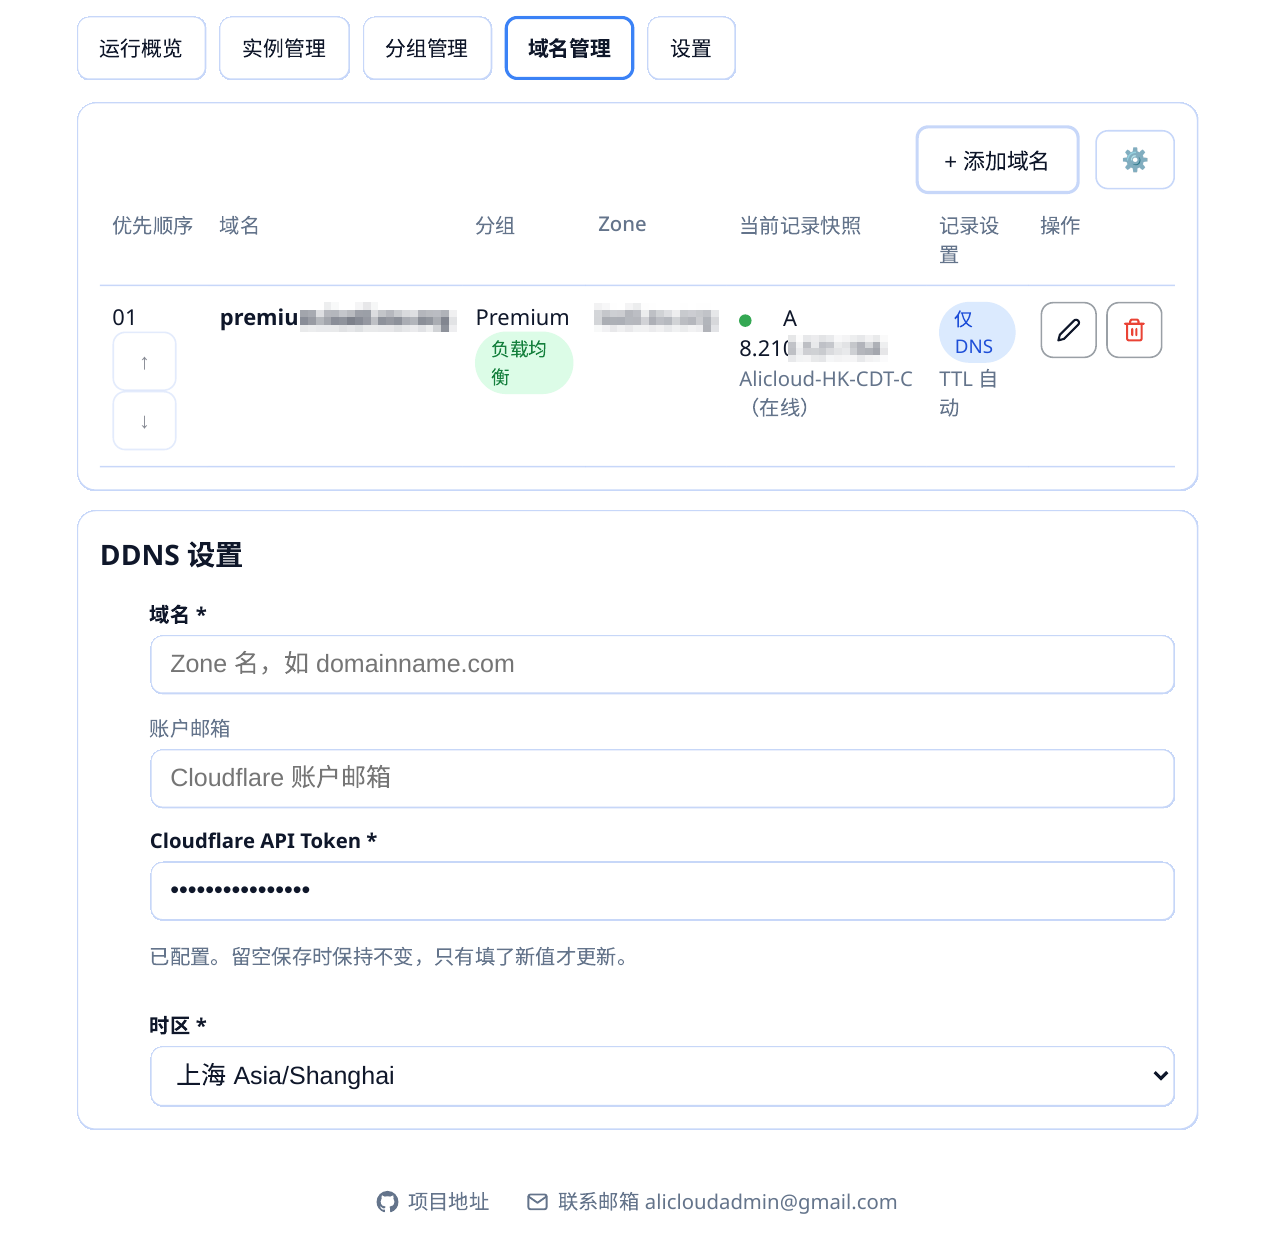 运行概览 实例管理 分组管理 域名管理 设置
+ 添加域名
优先顺序 域名 分组 Zone 当前记录快照 记录设置 操作
01 premiu Premium A 仅 DNS
↑ 负载均衡 8.210
Alicloud-HK-CDT-C TTL 自动
↓ （在线）
DDNS 设置
域名 *
Zone 名，如 domainname.com
账户邮箱
Cloudflare 账户邮箱
Cloudflare API Token *
••••••••••••••••
已配置。留空保存时保持不变，只有填了新值才更新。
时区 *
上海 Asia/Shanghai
项目地址 联系邮箱 alicloudadmin@gmail.com